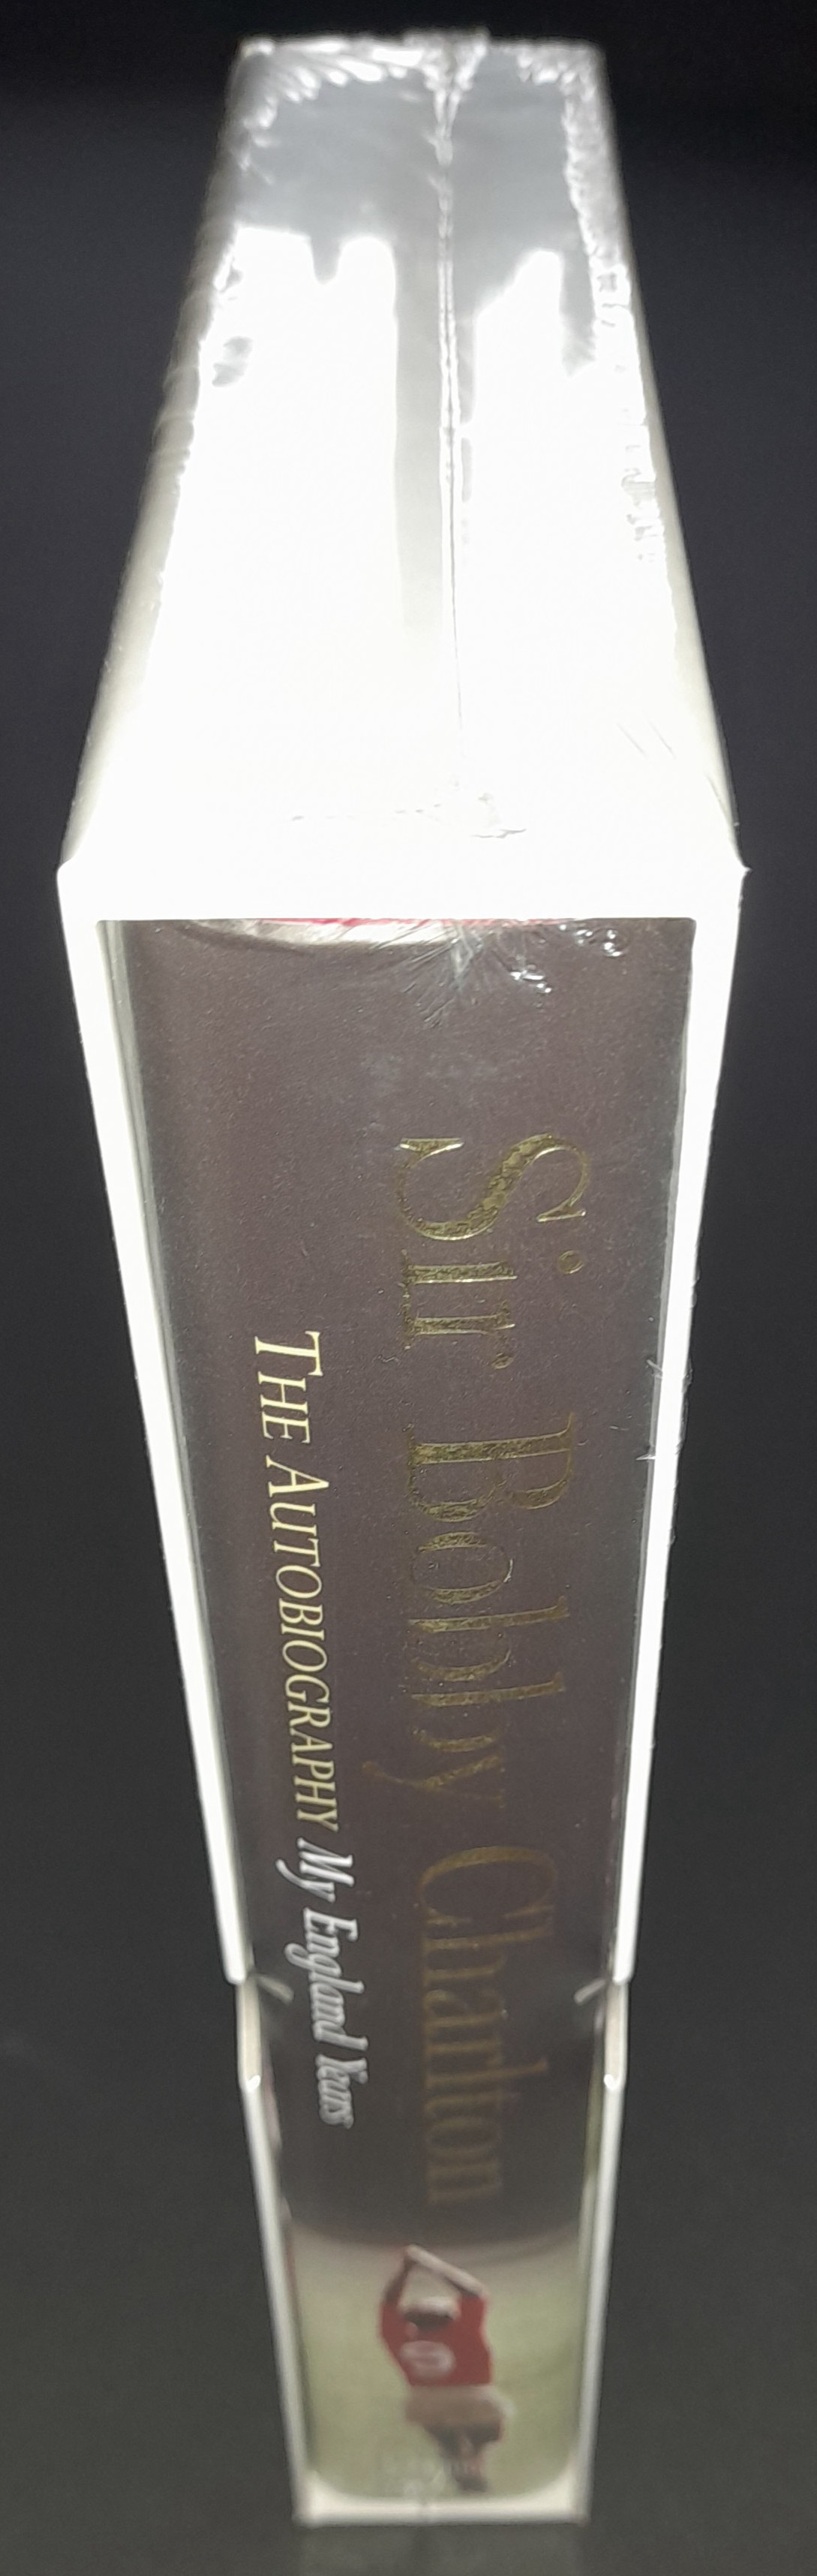 Sir Bobby Charlton
THE AUTOBIOGRAPHY My England Years